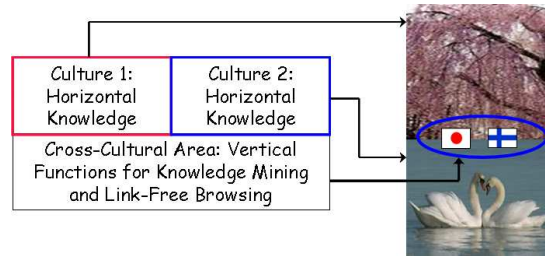 Culture 1:
Horizontal
Knowledge
Culture 2:
Horizontal
Knowledge
Cross-Cultural Area: Vertical
Functions for Knowledge Mining
and Link-Free Browsing